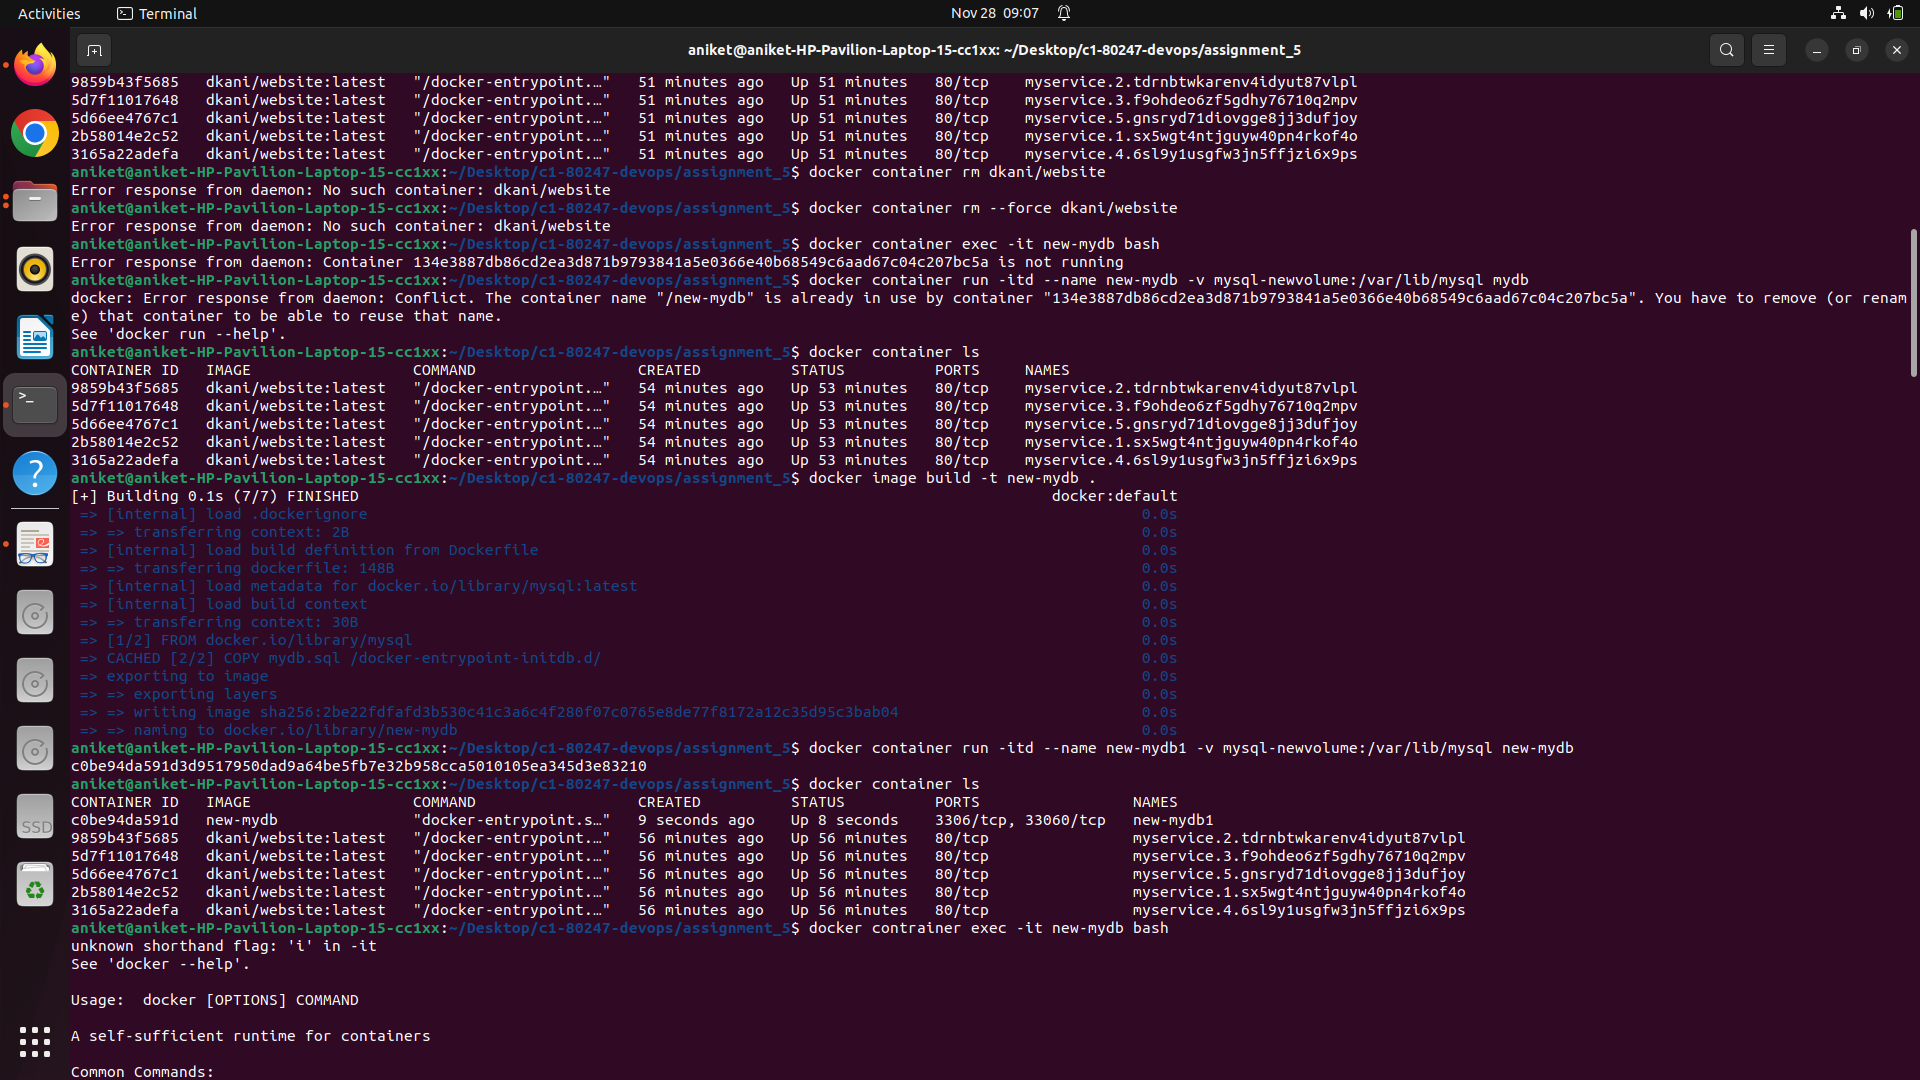 Activities
Terminal
Nov 28 09:07
aniket@aniket-HP-Pavilion-Laptop-15-cc1xx: ~/Desktop/c1-80247-devops/assignment_5
9859b43f5685 dkani/website:latest "/docker-entrypoint.…" 51 minutes ago Up 51 minutes 80/tcp myservice.2.tdrnbtwkarenv4idyut87vlpl
5d7f11017648 dkani/website:latest "/docker-entrypoint.…" 51 minutes ago Up 51 minutes 80/tcp myservice.3.f9ohdeo6zf5gdhy76710q2mpv
5d66ee4767c1 dkani/website:latest "/docker-entrypoint.…" 51 minutes ago Up 51 minutes 80/tcp myservice.5.gnsryd71diovgge8jj3dufjoy
2b58014e2c52 dkani/website:latest "/docker-entrypoint.…" 51 minutes ago Up 51 minutes 80/tcp myservice.1.sx5wgt4ntjguyw40pn4rkof4o
3165a22adefa dkani/website:latest "/docker-entrypoint.…" 51 minutes ago Up 51 minutes 80/tcp myservice.4.6sl9y1usgfw3jn5ffjzi6x9ps
aniket@aniket-HP-Pavilion-Laptop-15-cc1xx:~/Desktop/c1-80247-devops/assignment_5$ docker container rm dkani/website
Error response from daemon: No such container: dkani/website
aniket@aniket-HP-Pavilion-Laptop-15-cc1xx:~/Desktop/c1-80247-devops/assignment_5$ docker container rm --force dkani/website
Error response from daemon: No such container: dkani/website
aniket@aniket-HP-Pavilion-Laptop-15-cc1xx:~/Desktop/c1-80247-devops/assignment_5$ docker container exec -it new-mydb bash
Error response from daemon: Container 134e3887db86cd2ea3d871b9793841a5e0366e40b68549c6aad67c04c207bc5a is not running
aniket@aniket-HP-Pavilion-Laptop-15-cc1xx:~/Desktop/c1-80247-devops/assignment_5$ docker container run -itd --name new-mydb -v mysql-newvolume:/var/lib/mysql mydb
docker: Error response from daemon: Conflict. The container name "/new-mydb" is already in use by container "134e3887db86cd2ea3d871b9793841a5e0366e40b68549c6aad67c04c207bc5a". You have to remove (or renam
e) that container to be able to reuse that name.
See 'docker run --help'.
aniket@aniket-HP-Pavilion-Laptop-15-cc1xx:~/Desktop/c1-80247-devops/assignment_5$ docker container ls
CONTAINER ID IMAGE COMMAND CREATED STATUS PORTS NAMES
9859b43f5685 dkani/website:latest "/docker-entrypoint.…" 54 minutes ago Up 53 minutes 80/tcp myservice.2.tdrnbtwkarenv4idyut87vlpl
5d7f11017648 dkani/website:latest "/docker-entrypoint.…" 54 minutes ago Up 53 minutes 80/tcp myservice.3.f9ohdeo6zf5gdhy76710q2mpv
5d66ee4767c1 dkani/website:latest "/docker-entrypoint.…" 54 minutes ago Up 53 minutes 80/tcp myservice.5.gnsryd71diovgge8jj3dufjoy
2b58014e2c52 dkani/website:latest "/docker-entrypoint.…" 54 minutes ago Up 53 minutes 80/tcp myservice.1.sx5wgt4ntjguyw40pn4rkof4o
3165a22adefa dkani/website:latest "/docker-entrypoint.…" 54 minutes ago Up 53 minutes 80/tcp myservice.4.6sl9y1usgfw3jn5ffjzi6x9ps
aniket@aniket-HP-Pavilion-Laptop-15-cc1xx:~/Desktop/c1-80247-devops/assignment_5$ docker image build -t new-mydb .
[+] Building 0.1s (7/7) FINISHED docker:default
=> [internal] load .dockerignore 0.0s
=> => transferring context: 2B 0.0s
=> [internal] load build definition from Dockerfile 0.0s
=> => transferring dockerfile: 148B 0.0s
=> [internal] load metadata for docker.io/library/mysql:latest 0.0s
=> [internal] load build context 0.0s
=> => transferring context: 30B 0.0s
=> [1/2] FROM docker.io/library/mysql 0.0s
=> CACHED [2/2] COPY mydb.sql /docker-entrypoint-initdb.d/ 0.0s
=> exporting to image 0.0s
=> => exporting layers 0.0s
=> => writing image sha256:2be22fdfafd3b530c41c3a6c4f280f07c0765e8de77f8172a12c35d95c3bab04 0.0s
=> => naming to docker.io/library/new-mydb 0.0s
aniket@aniket-HP-Pavilion-Laptop-15-cc1xx:~/Desktop/c1-80247-devops/assignment_5$ docker container run -itd --name new-mydb1 -v mysql-newvolume:/var/lib/mysql new-mydb
c0be94da591d3d9517950dad9a64be5fb7e32b958cca5010105ea345d3e83210
aniket@aniket-HP-Pavilion-Laptop-15-cc1xx:~/Desktop/c1-80247-devops/assignment_5$ docker container ls
CONTAINER ID IMAGE COMMAND CREATED STATUS PORTS NAMES
c0be94da591d new-mydb "docker-entrypoint.s…" 9 seconds ago Up 8 seconds 3306/tcp, 33060/tcp new-mydb1
9859b43f5685 dkani/website:latest "/docker-entrypoint.…" 56 minutes ago Up 56 minutes 80/tcp myservice.2.tdrnbtwkarenv4idyut87vlpl
5d7f11017648 dkani/website:latest "/docker-entrypoint.…" 56 minutes ago Up 56 minutes 80/tcp myservice.3.f9ohdeo6zf5gdhy76710q2mpv
5d66ee4767c1 dkani/website:latest "/docker-entrypoint.…" 56 minutes ago Up 56 minutes 80/tcp myservice.5.gnsryd71diovgge8jj3dufjoy
2b58014e2c52 dkani/website:latest "/docker-entrypoint.…" 56 minutes ago Up 56 minutes 80/tcp myservice.1.sx5wgt4ntjguyw40pn4rkof4o
3165a22adefa dkani/website:latest "/docker-entrypoint.…" 56 minutes ago Up 56 minutes 80/tcp myservice.4.6sl9y1usgfw3jn5ffjzi6x9ps
aniket@aniket-HP-Pavilion-Laptop-15-cc1xx:~/Desktop/c1-80247-devops/assignment_5$ docker contrainer exec -it new-mydb bash
unknown shorthand flag: 'i' in -it
See 'docker --help'.
Usage:  docker [OPTIONS] COMMAND
A self-sufficient runtime for containers
Common Commands:
SSD